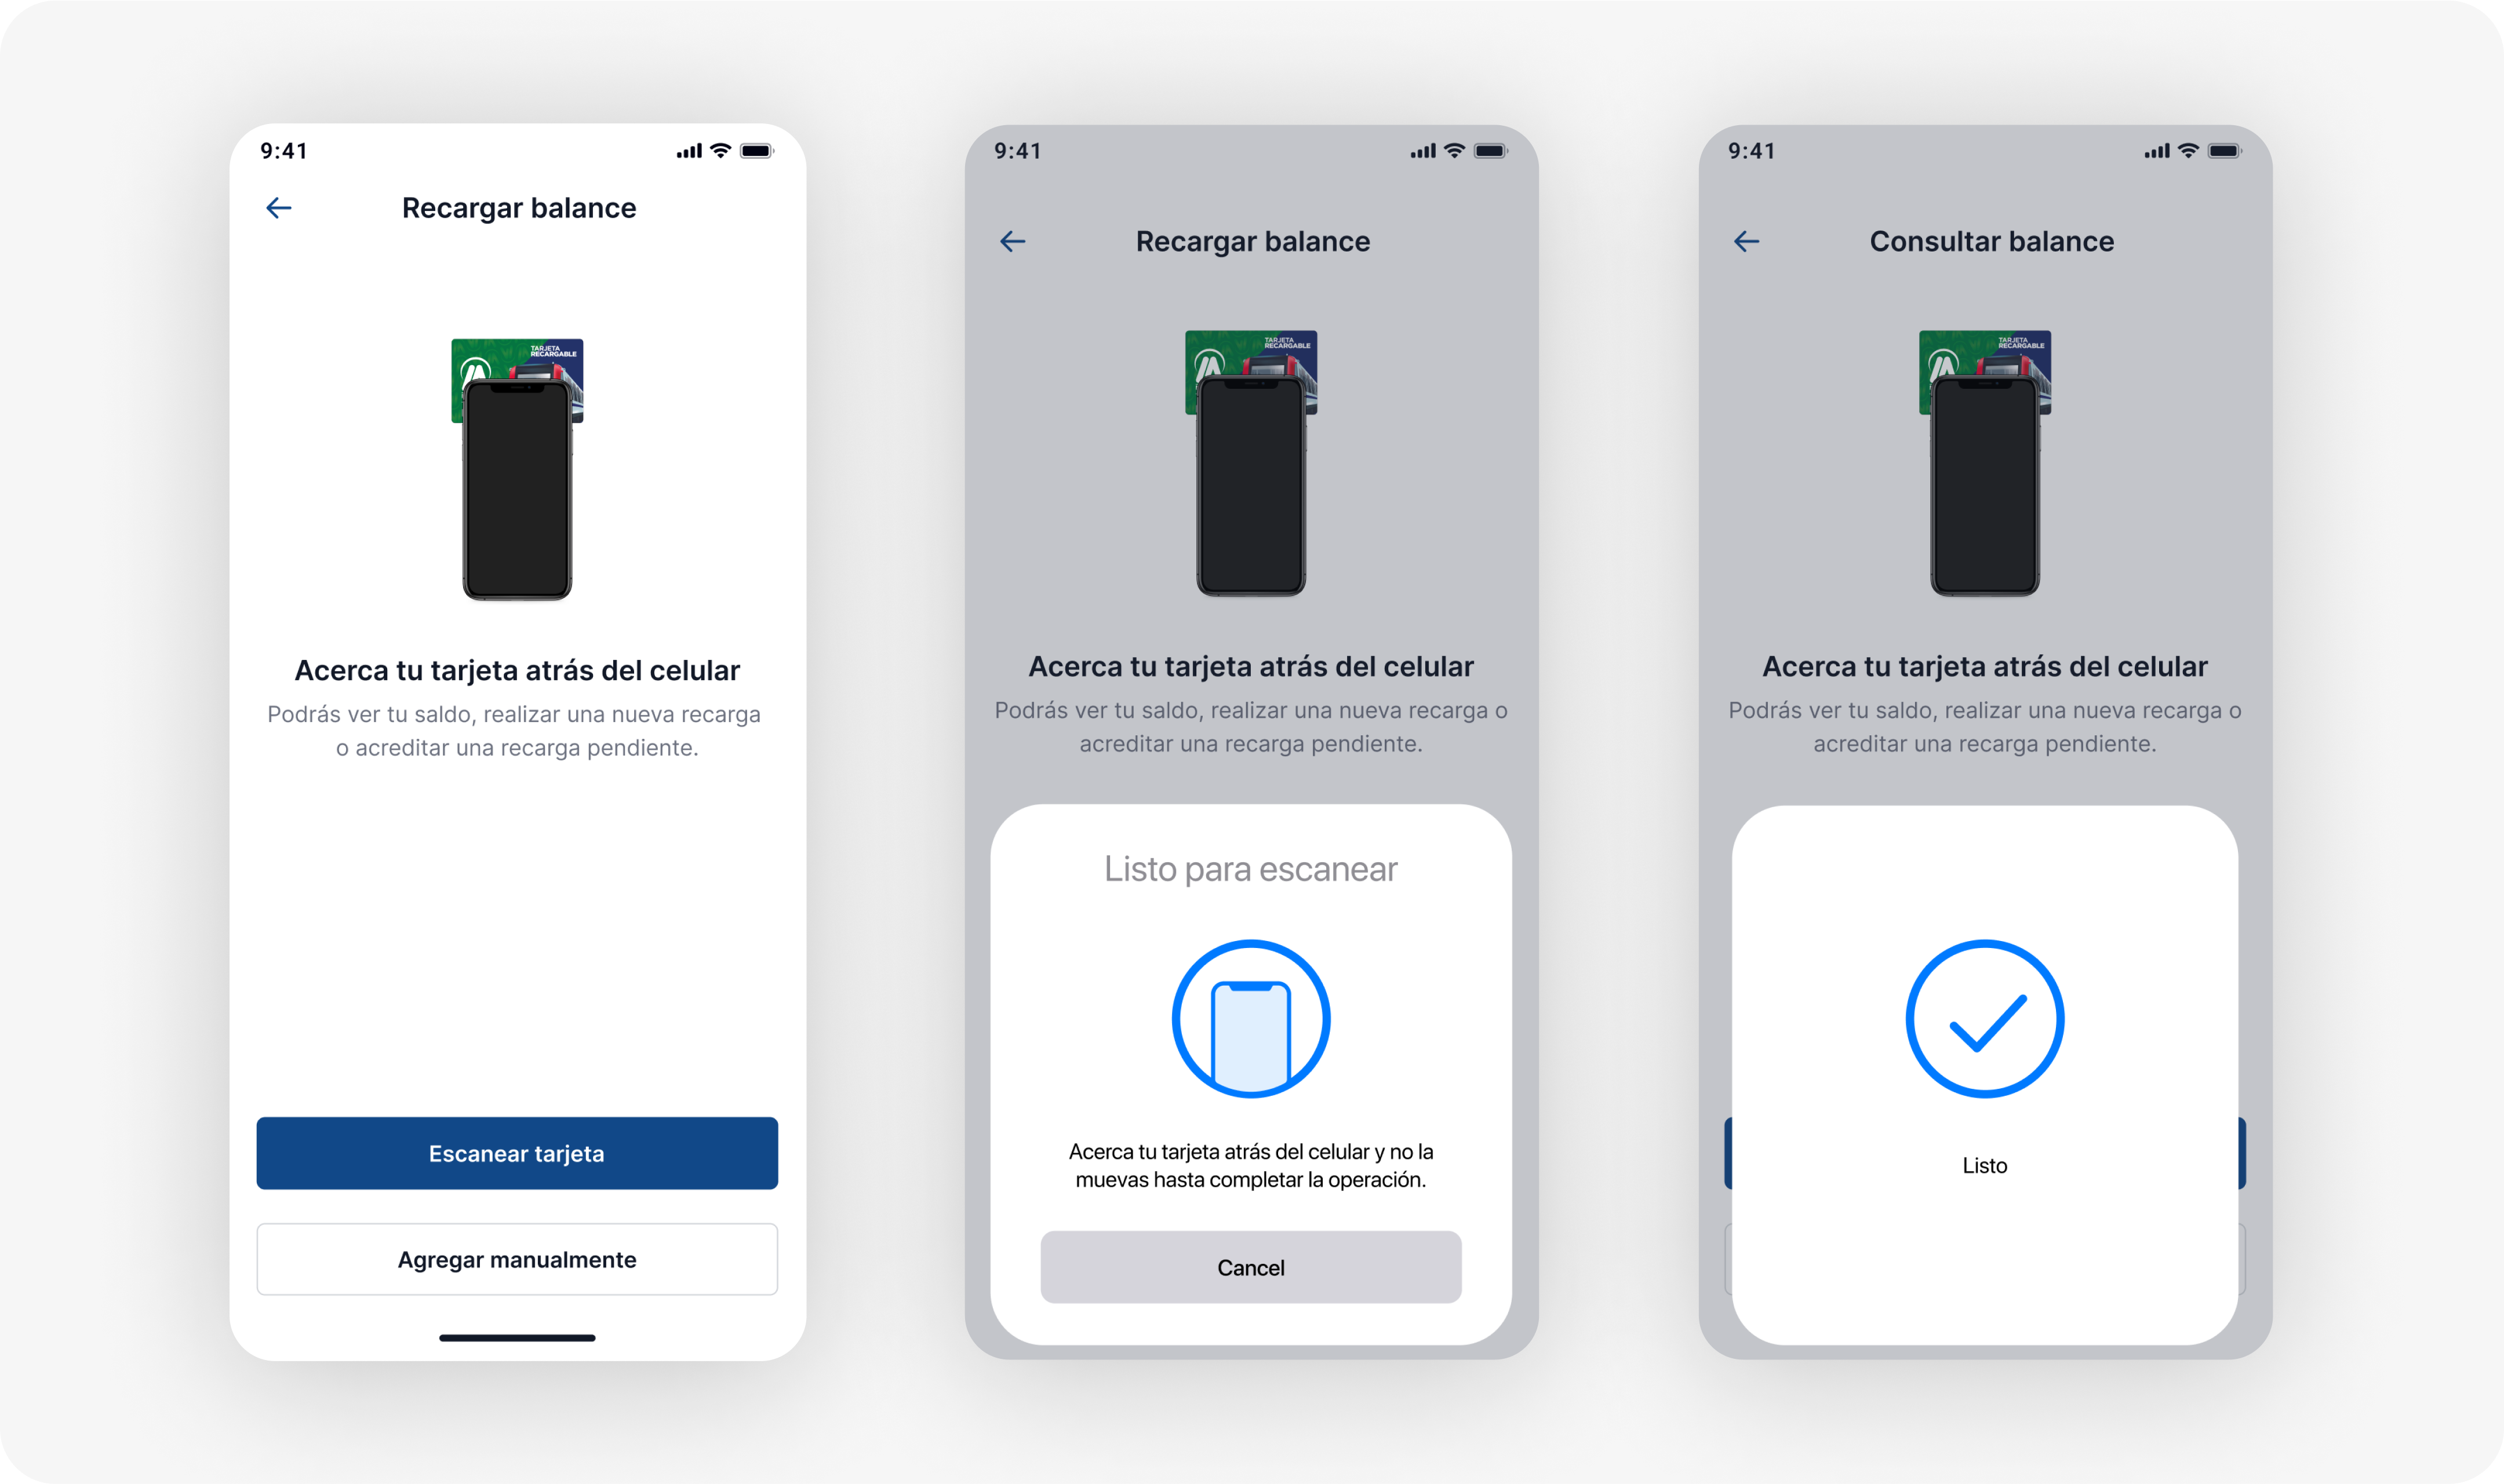 9:41
Recargar balance
TARJETA
RECARGABLE
Acerca tu tarjeta atrás del celular
Podrás ver tu saldo, realizar una nueva recarga
o acreditar una recarga pendiente.
Escanear tarjeta
Agregar manualmente
9:41
Recargar balance
TARJETA
RECARGABLE
Acerca tu tarjeta atrás del celular
Podrás ver tu saldo, realizar una nueva recarga o
acreditar una recarga pendiente.
Listo para escanear
Acerca tu tarjeta atrás del celular y no la
muevas hasta completar la operación.
Cancel
9:41
Consultar balance
TARJETA
RECARGABLE
Acerca tu tarjeta atrás del celular
Podrás ver tu saldo, realizar una nueva recarga o
acreditar una recarga pendiente.
Listo